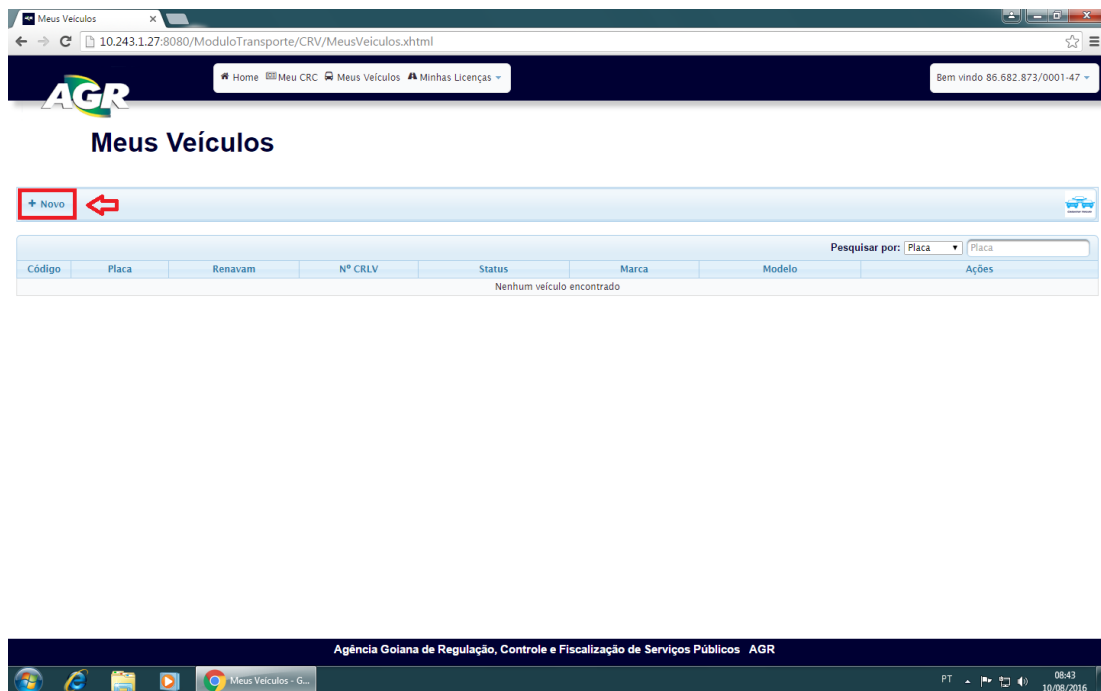 Meus Veículos
10.243.1.27:8080/ModuloTransporte/CRV/MeusVeiculos.xhtml
Home Meu CRC Meus Veículos Minhas Licenças
Bem vindo 86.682.873/0001-47
AGR
Meus Veículos
+ Novo
Pesquisar por: Placa Placa
Código Placa Renavam Nº CRLV Status Marca Modelo Ações
Nenhum veículo encontrado
Agência Goiana de Regulação, Controle e Fiscalização de Serviços Públicos AGR
Meus Veículos - G...
PT
08:43
10/08/2016